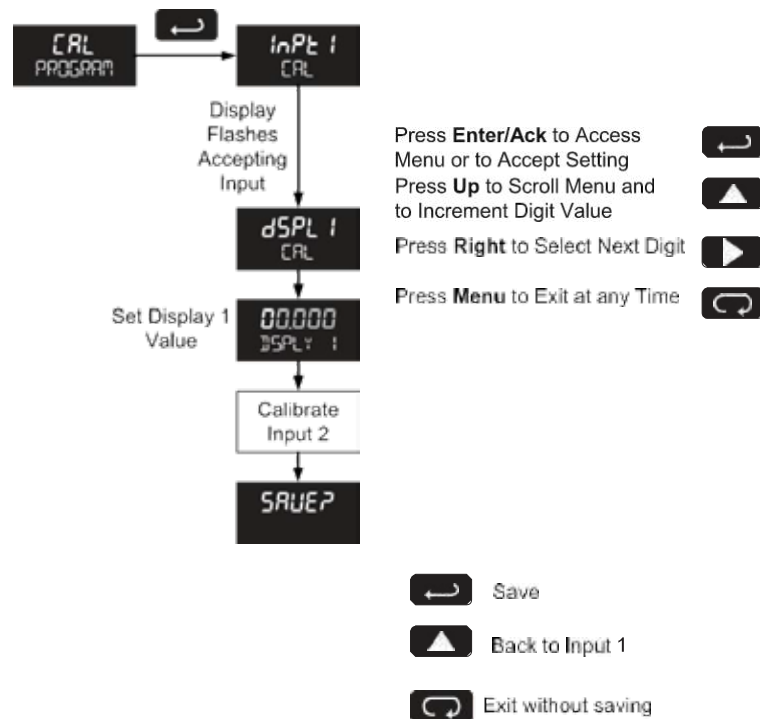 CAL
PROGRAM
InPt 1
CAL
Display
Flashes
Accepting
Input
Press Enter/Ack to Access
Menu or to Accept Setting
Press Up to Scroll Menu and
to Increment Digit Value
Press Right to Select Next Digit
Press Menu to Exit at any Time
dSPL 1
CAL
Set Display 1
Value
00.000
DSPLY 1
Calibrate
Input 2
SAVE?
Save
Back to Input 1
Exit without saving